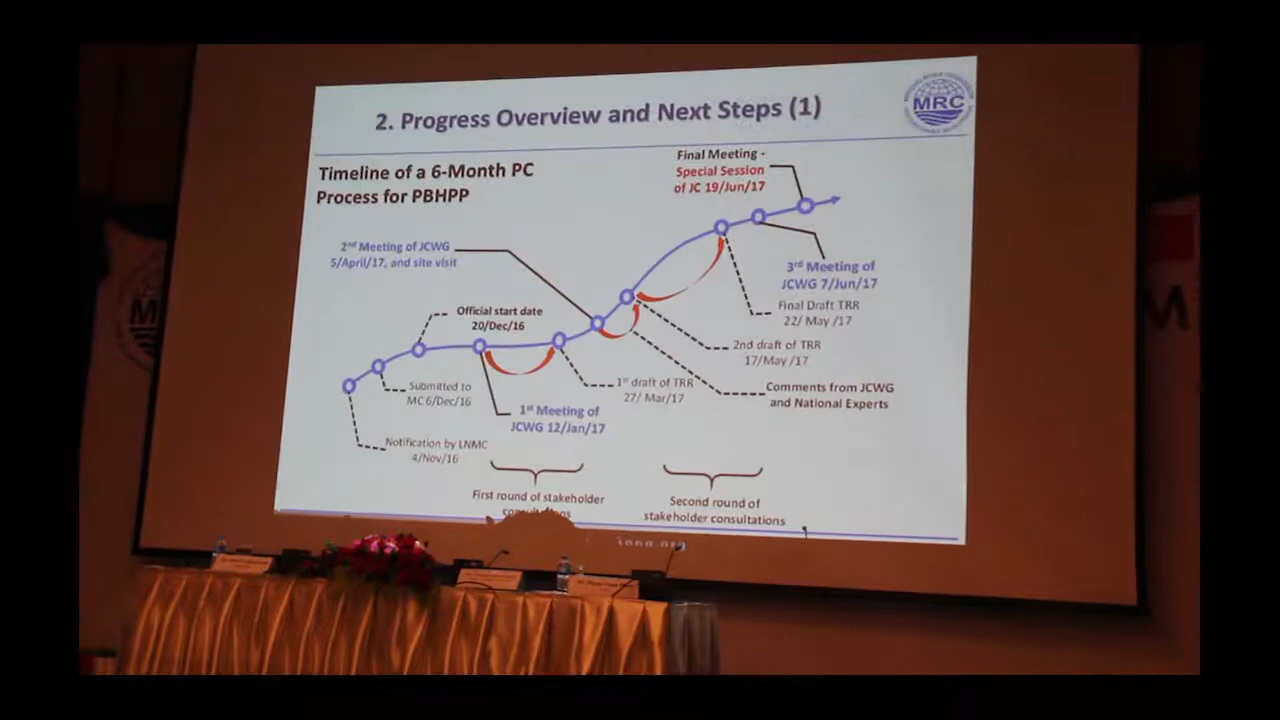 2. Progress Overview and Next Steps (1)
MRC
Timeline of a 6-Month PC
Process for PBHPP
Final Meeting -
Special Session
of JC 19/Jun/17
2nd Meeting of JCWG
5/April/17, and site visit
3rd Meeting of
JCWG 7/Jun/17
Official start date
20/Dec/16
Final Draft TRR
22/ May /17
2nd draft of TRR
17/May /17
Submitted to
MC 6/Dec/16
1st draft of TRR
27/ Mar/17
Comments from JCWG
and National Experts
1st Meeting of
JCWG 12/Jan/17
Notification by LNMC
4/Nov/16
First round of stakeholder
Second round of
stakeholder consultations